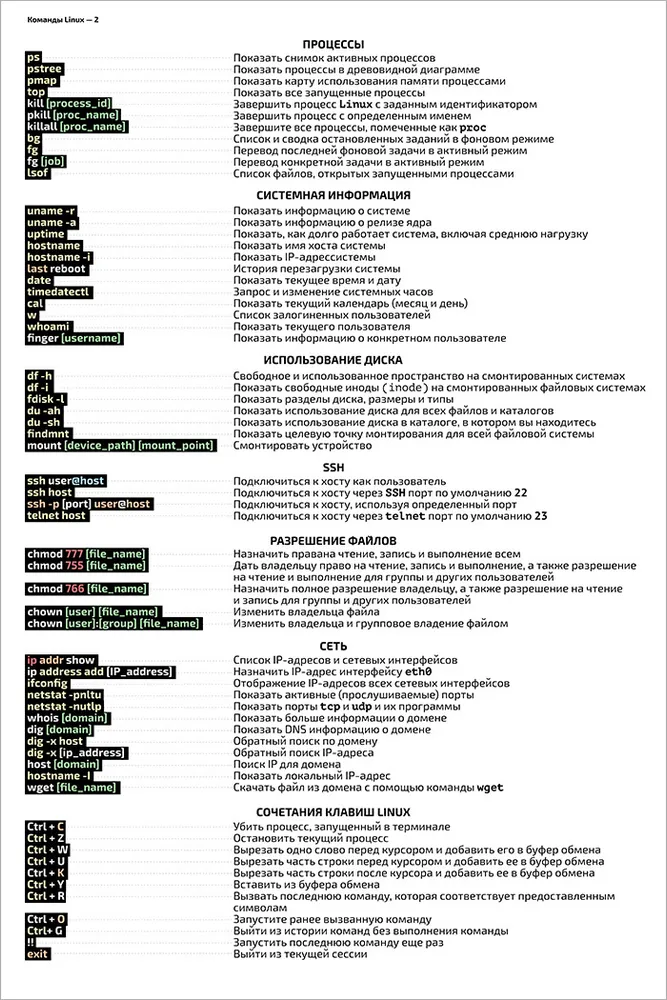 Команды Linux — 2
ПРОЦЕССЫ
ps Показать снимок активных процессов
pstree Показать процессы в древовидной диаграмме
pmap Показать карту использования памяти процессами
top Показать все запущенные процессы
kill [process_id] Завершить процесс Linux с заданным идентификатором
pkill [proc_name] Завершить процесс с определенным именем
killall [proc_name] Завершите все процессы, помеченные как proc
bg Список и сводка остановленных заданий в фоновом режиме
fg Перевод последней фоновой задачи в активный режим
fg [job] Перевод конкретной задачи в активный режим
lsof Список файлов, открытых запущенными процессами
СИСТЕМНАЯ ИНФОРМАЦИЯ
uname -r Показать информацию о системе
uname -a Показать информацию о релизе ядра
uptime Показать, как долго работает система, включая среднюю нагрузку
hostname Показать имя хоста системы
hostname -i Показать IP-адрессистемы
last reboot История перезагрузки системы
date Показать текущее время и дату
timedatectl Запрос и изменение системных часов
cal Показать текущий календарь (месяц и день)
w Список залогиненных пользователей
whoami Показать текущего пользователя
finger [username] Показать информацию о конкретном пользователе
ИСПОЛЬЗОВАНИЕ ДИСКА
df -h Свободное и использованное пространство на смонтированных системах
df -i Показать свободные иноды (inode) на смонтированных файловых системах
fdisk -l Показать разделы диска, размеры и типы
du -ah Показать использование диска для всех файлов и каталогов
du -sh Показать использование диска в каталоге, в котором вы находитесь
findmnt Показать целевую точку монтирования для всей файловой системы
mount [device_path] [mount_point] Смонтировать устройство
SSH
ssh user@host Подключиться к хосту как пользователь
ssh host Подключиться к хосту через SSH порт по умолчанию 22
ssh -p [port] user@host Подключиться к хосту, используя определенный порт
telnet host Подключиться к хосту через telnet порт по умолчанию 23
РАЗРЕШЕНИЕ ФАЙЛОВ
chmod 777 [file_name] Назначить правана чтение, запись и выполнение всем
chmod 755 [file_name] Дать владельцу право на чтение, запись и выполнение, а также разрешение
на чтение и выполнение для группы и других пользователей
chmod 766 [file_name] Назначить полное разрешение владельцу, а также разрешение на чтение
и запись для группы и других пользователей
chown [user] [file_name] Изменить владельца файла
chown [user]:[group] [file_name] Изменить владельца и групповое владение файлом
СЕТЬ
ip addr show Список IP-адресов и сетевых интерфейсов
ip address add [IP_address] Назначить IP-адрес интерфейсу eth0
ifconfig Отображение IP-адресов всех сетевых интерфейсов
netstat -pnltu Показать активные (прослушиваемые) порты
netstat -nutlp Показать порты tcp и udp и их программы
whois [domain] Показать больше информации о домене
dig [domain] Показать DNS информацию о домене
dig -x host Обратный поиск по домену
dig -x [ip_address] Обратный поиск IP-адреса
host [domain] Поиск IP для домена
hostname -I Показать локальный IP-адрес
wget [file_name] Скачать файл из домена с помощью команды wget
СОЧЕТАНИЯ КЛАВИШ LINUX
Ctrl + C Убить процесс, запущенный в терминале
Ctrl + Z Остановить текущий процесс
Ctrl + W Вырезать одно слово перед курсором и добавить его в буфер обмена
Ctrl + U Вырезать часть строки перед курсором и добавить ее в буфер обмена
Ctrl + K Вырезать часть строки после курсора и добавить ее в буфер обмена
Ctrl + Y Вставить из буфера обмена
Ctrl + R Вызвать последнюю команду, которая соответствует предоставленным
символам
Ctrl + O Запустите ранее вызванную команду
Ctrl+ G Выйти из истории команд без выполнения команды
!! Запустить последнюю команду еще раз
exit Выйти из текущей сессии